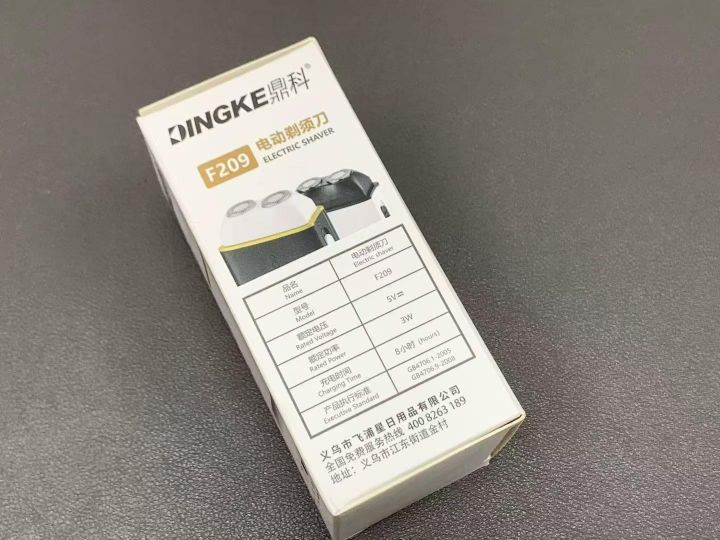 DINGKE鼎科®
F209 电动剃须刀
ELECTRIC SHAVER
品名 电动剃须刀
Name Electric shaver
型号 F209
Model
额定电压 5V⎓
Rated Voltage
额定功率 3W
Rated Power
充电时间 8小时 (hours)
Charging Time
产品执行标准 GB4706.1-2005
Executive Standard GB4706.9-2008
义乌市飞浦星日用品有限公司
全国免费服务热线 400 8263 189
地址：义乌市江东街道金村